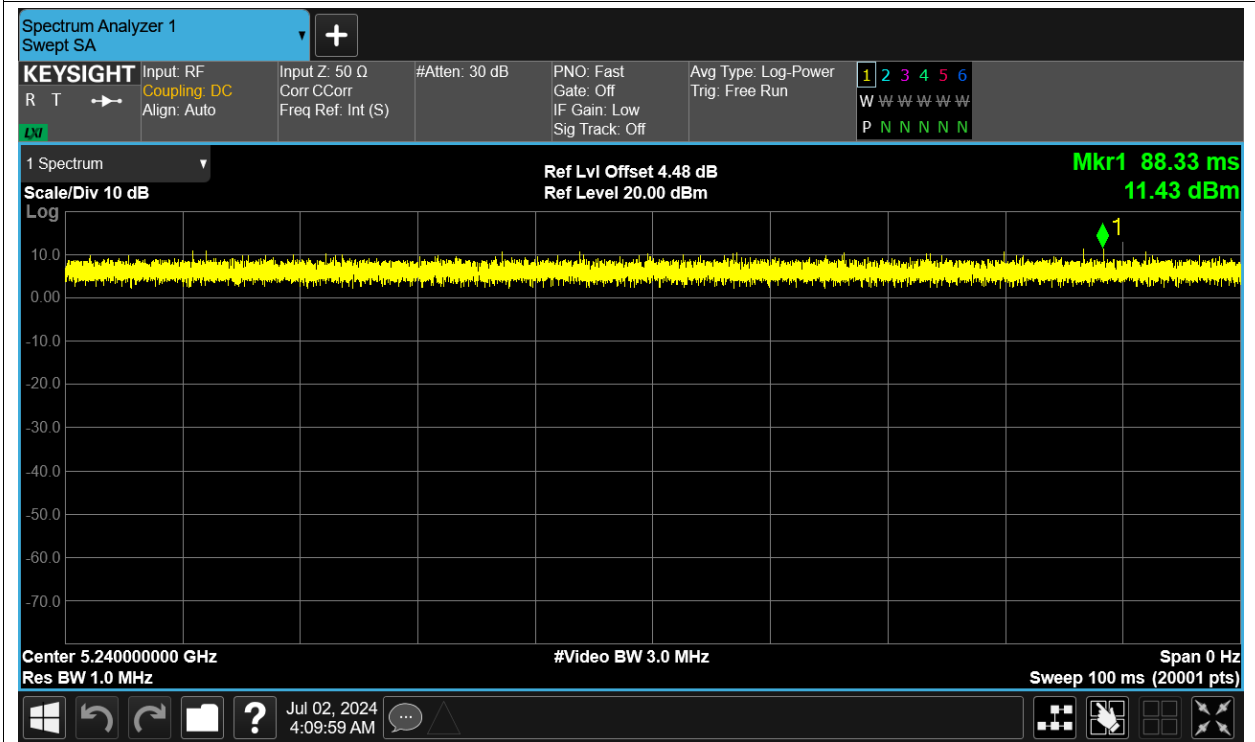 Spectrum Analyzer 1
Swept SA
KEYSIGHT
R T
LXI
Input: RF
Coupling: DC
Align: Auto
Input Z: 50 Ω
Corr CCorr
Freq Ref: Int (S)
#Atten: 30 dB
PNO: Fast
Gate: Off
IF Gain: Low
Sig Track: Off
Avg Type: Log-Power
Trig: Free Run
1 2 3 4 5 6
W W W W W W
P N N N N N
1 Spectrum
Scale/Div 10 dB
Log
Ref Lvl Offset 4.48 dB
Ref Level 20.00 dBm
Mkr1 88.33 ms
11.43 dBm
1
10.0
0.00
-10.0
-20.0
-30.0
-40.0
-50.0
-60.0
-70.0
Center 5.240000000 GHz
Res BW 1.0 MHz
#Video BW 3.0 MHz
Span 0 Hz
Sweep 100 ms (20001 pts)
?
Jul 02, 2024
4:09:59 AM